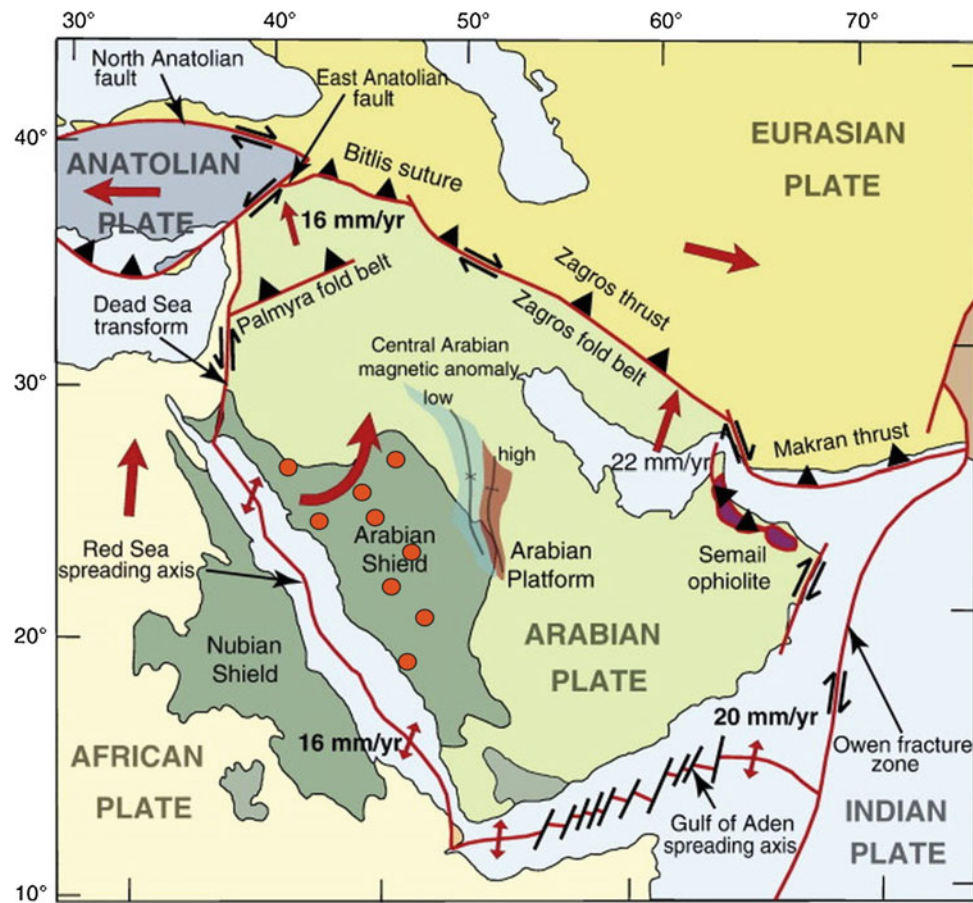 30°
40°
50°
60°
70°
North Anatolian
fault
East Anatolian
fault
40°
EURASIAN
PLATE
Bitlis suture
ANATOLIAN
PLATE
16 mm/yr
Zagros thrust
Palmyra fold belt
Zagros fold belt
Dead Sea
transform
Central Arabian
magnetic anomaly
30°
low
high
Makran thrust
22 mm/yr
Red Sea
spreading axis
Arabian
Shield
Arabian
Platform
Semail
ophiolite
20°
Nubian
Shield
ARABIAN
PLATE
AFRICAN
PLATE
16 mm/yr
20 mm/yr
Owen fracture
zone
Gulf of Aden
spreading axis
INDIAN
PLATE
10°